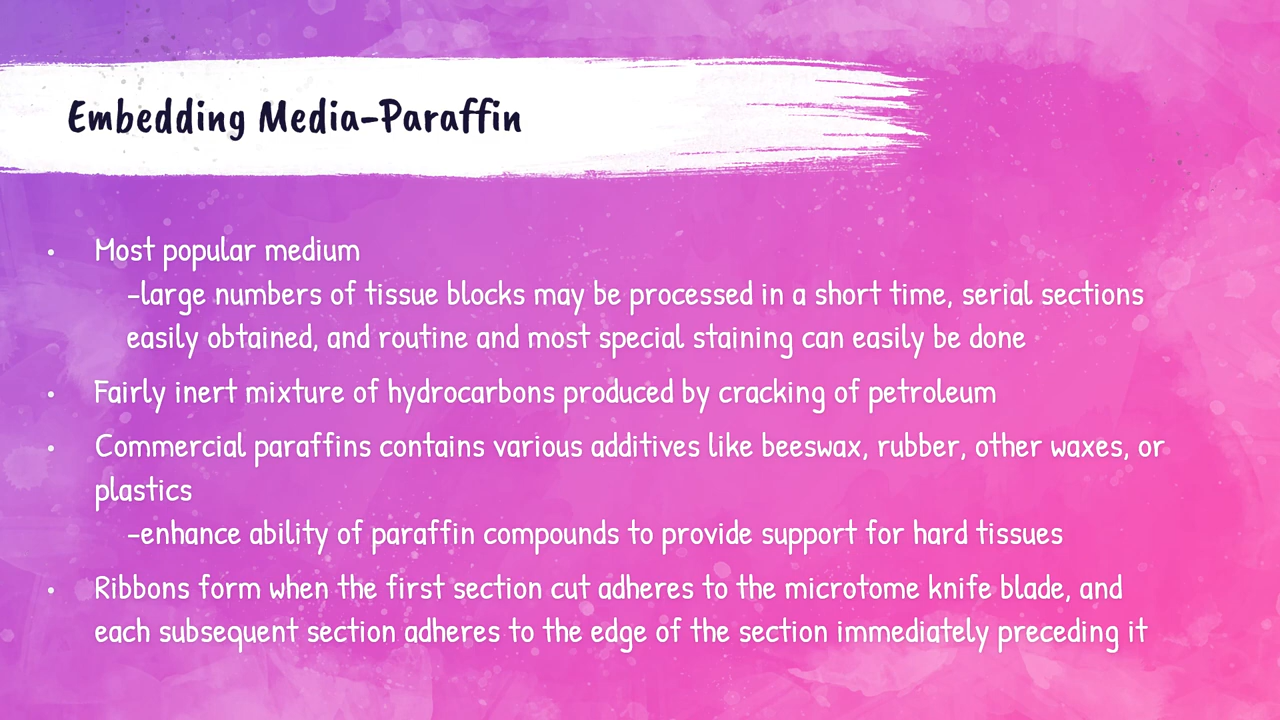 Embedding Media-Paraffin
• Most popular medium
-large numbers of tissue blocks may be processed in a short time, serial sections
easily obtained, and routine and most special staining can easily be done
• Fairly inert mixture of hydrocarbons produced by cracking of petroleum
• Commercial paraffins contains various additives like beeswax, rubber, other waxes, or
plastics
-enhance ability of paraffin compounds to provide support for hard tissues
• Ribbons form when the first section cut adheres to the microtome knife blade, and
each subsequent section adheres to the edge of the section immediately preceding it